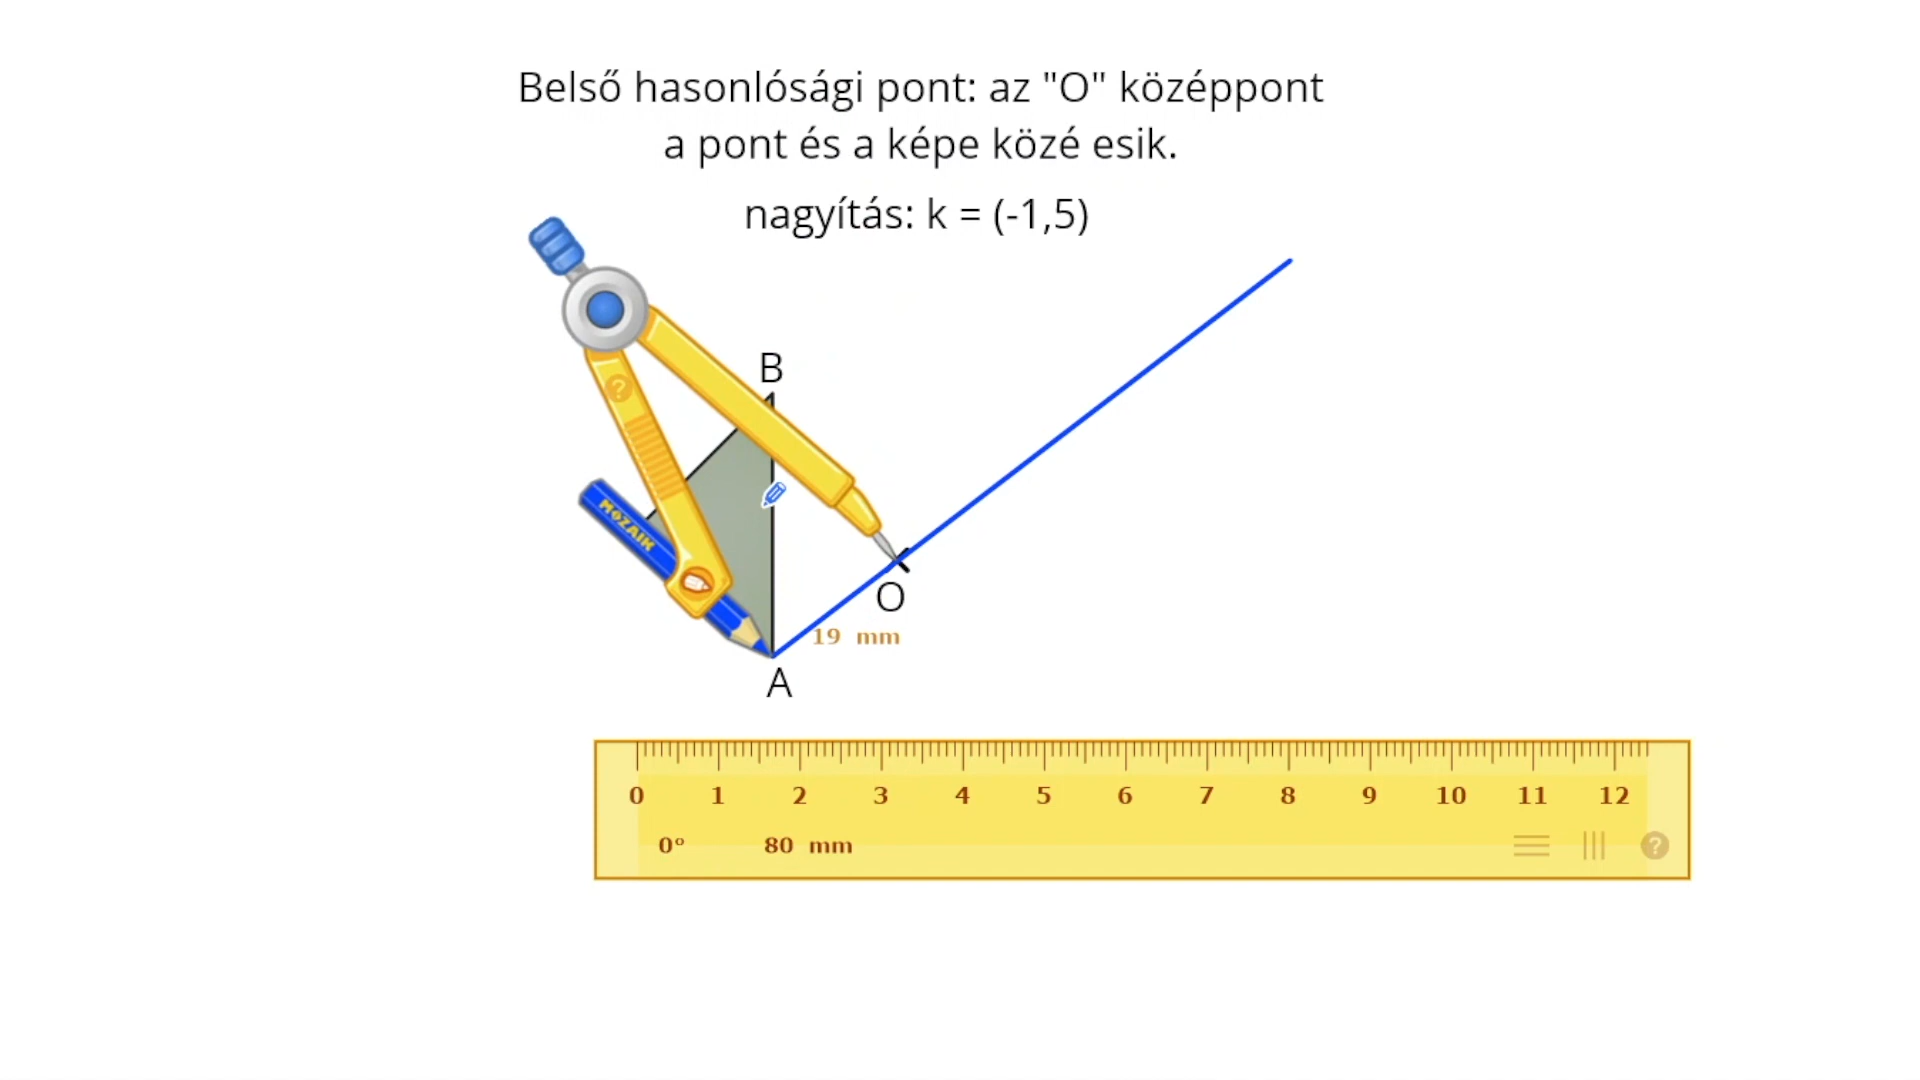 Belső hasonlósági pont: az "O" középpont
a pont és a képe közé esik.
nagyítás: k = (-1,5)
B
?
MOZAIK
O
19 mm
A
0 1 2 3 4 5 6 7 8 9 10 11 12
0° 80 mm ?